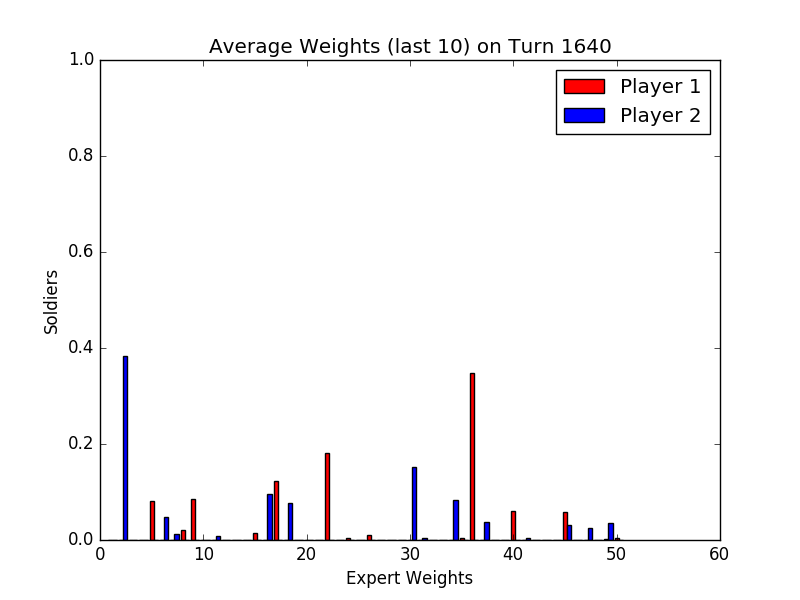 Average Weights (last 10) on Turn 1640
1.0
0.8
0.6
0.4
0.2
0.0
Soldiers
Player 1
Player 2
0 10 20 30 40 50 60
Expert Weights